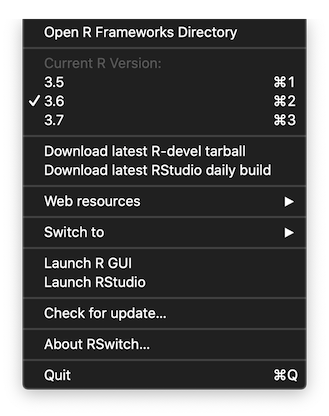 Open R Frameworks Directory
Current R Version:
3.5 ⌘1
✓ 3.6 ⌘2
3.7 ⌘3
Download latest R-devel tarball
Download latest RStudio daily build
Web resources ▶
Switch to ▶
Launch R GUI
Launch RStudio
Check for update...
About RSwitch...
Quit ⌘Q